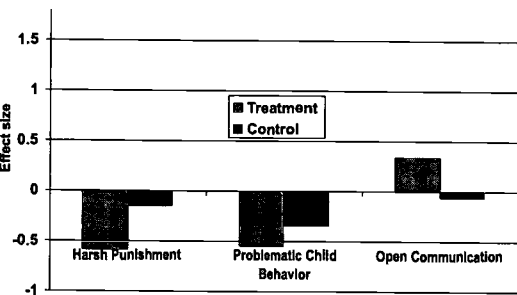 1.5
1
0.5
0
-0.5
-1
Effect size
Treatment
Control
Harsh Punishment
Problematic Child
Behavior
Open Communication